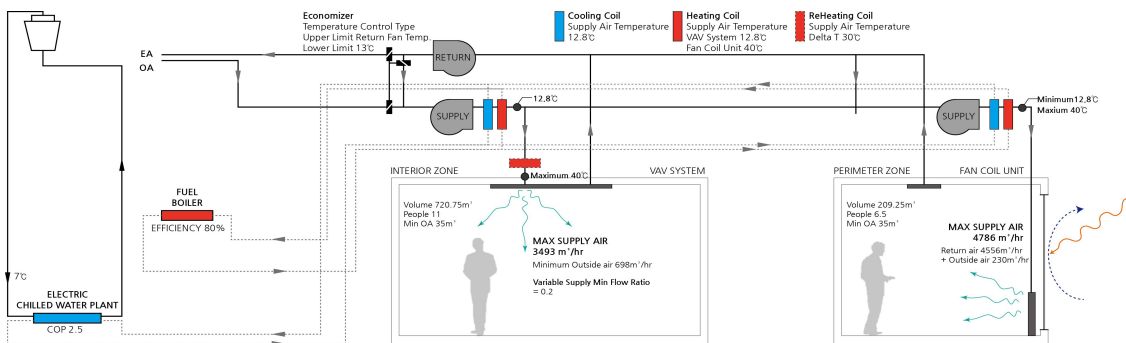 Economizer
Temperature Control Type
Upper Limit Return Fan Temp.
Lower Limit 13℃
Cooling Coil
Supply Air Temperature
12.8℃
Heating Coil
Supply Air Temperature
VAV System 12.8℃
Fan Coil Unit 40℃
ReHeating Coil
Supply Air Temperature
Delta T 30℃
EA
OA
RETURN
SUPPLY
12,8℃
SUPPLY
Minimum12,8℃
Maxium 40℃
INTERIOR ZONE
Maximum 40℃
VAV SYSTEM
PERIMETER ZONE
FAN COIL UNIT
FUEL
BOILER
EFFICIENCY 80%
Volume 720.75m³
People 11
Min OA 35m³
MAX SUPPLY AIR
3493 m³/hr
Minimum Outside air 698m³/hr
Variable Supply Min Flow Ratio
= 0.2
Volume 209.25m³
People 6.5
Min OA 35m³
MAX SUPPLY AIR
4786 m³/hr
Return air 4556m³/hr
+ Outside air 230m³/hr
7℃
ELECTRIC
CHILLED WATER PLANT
COP 2.5